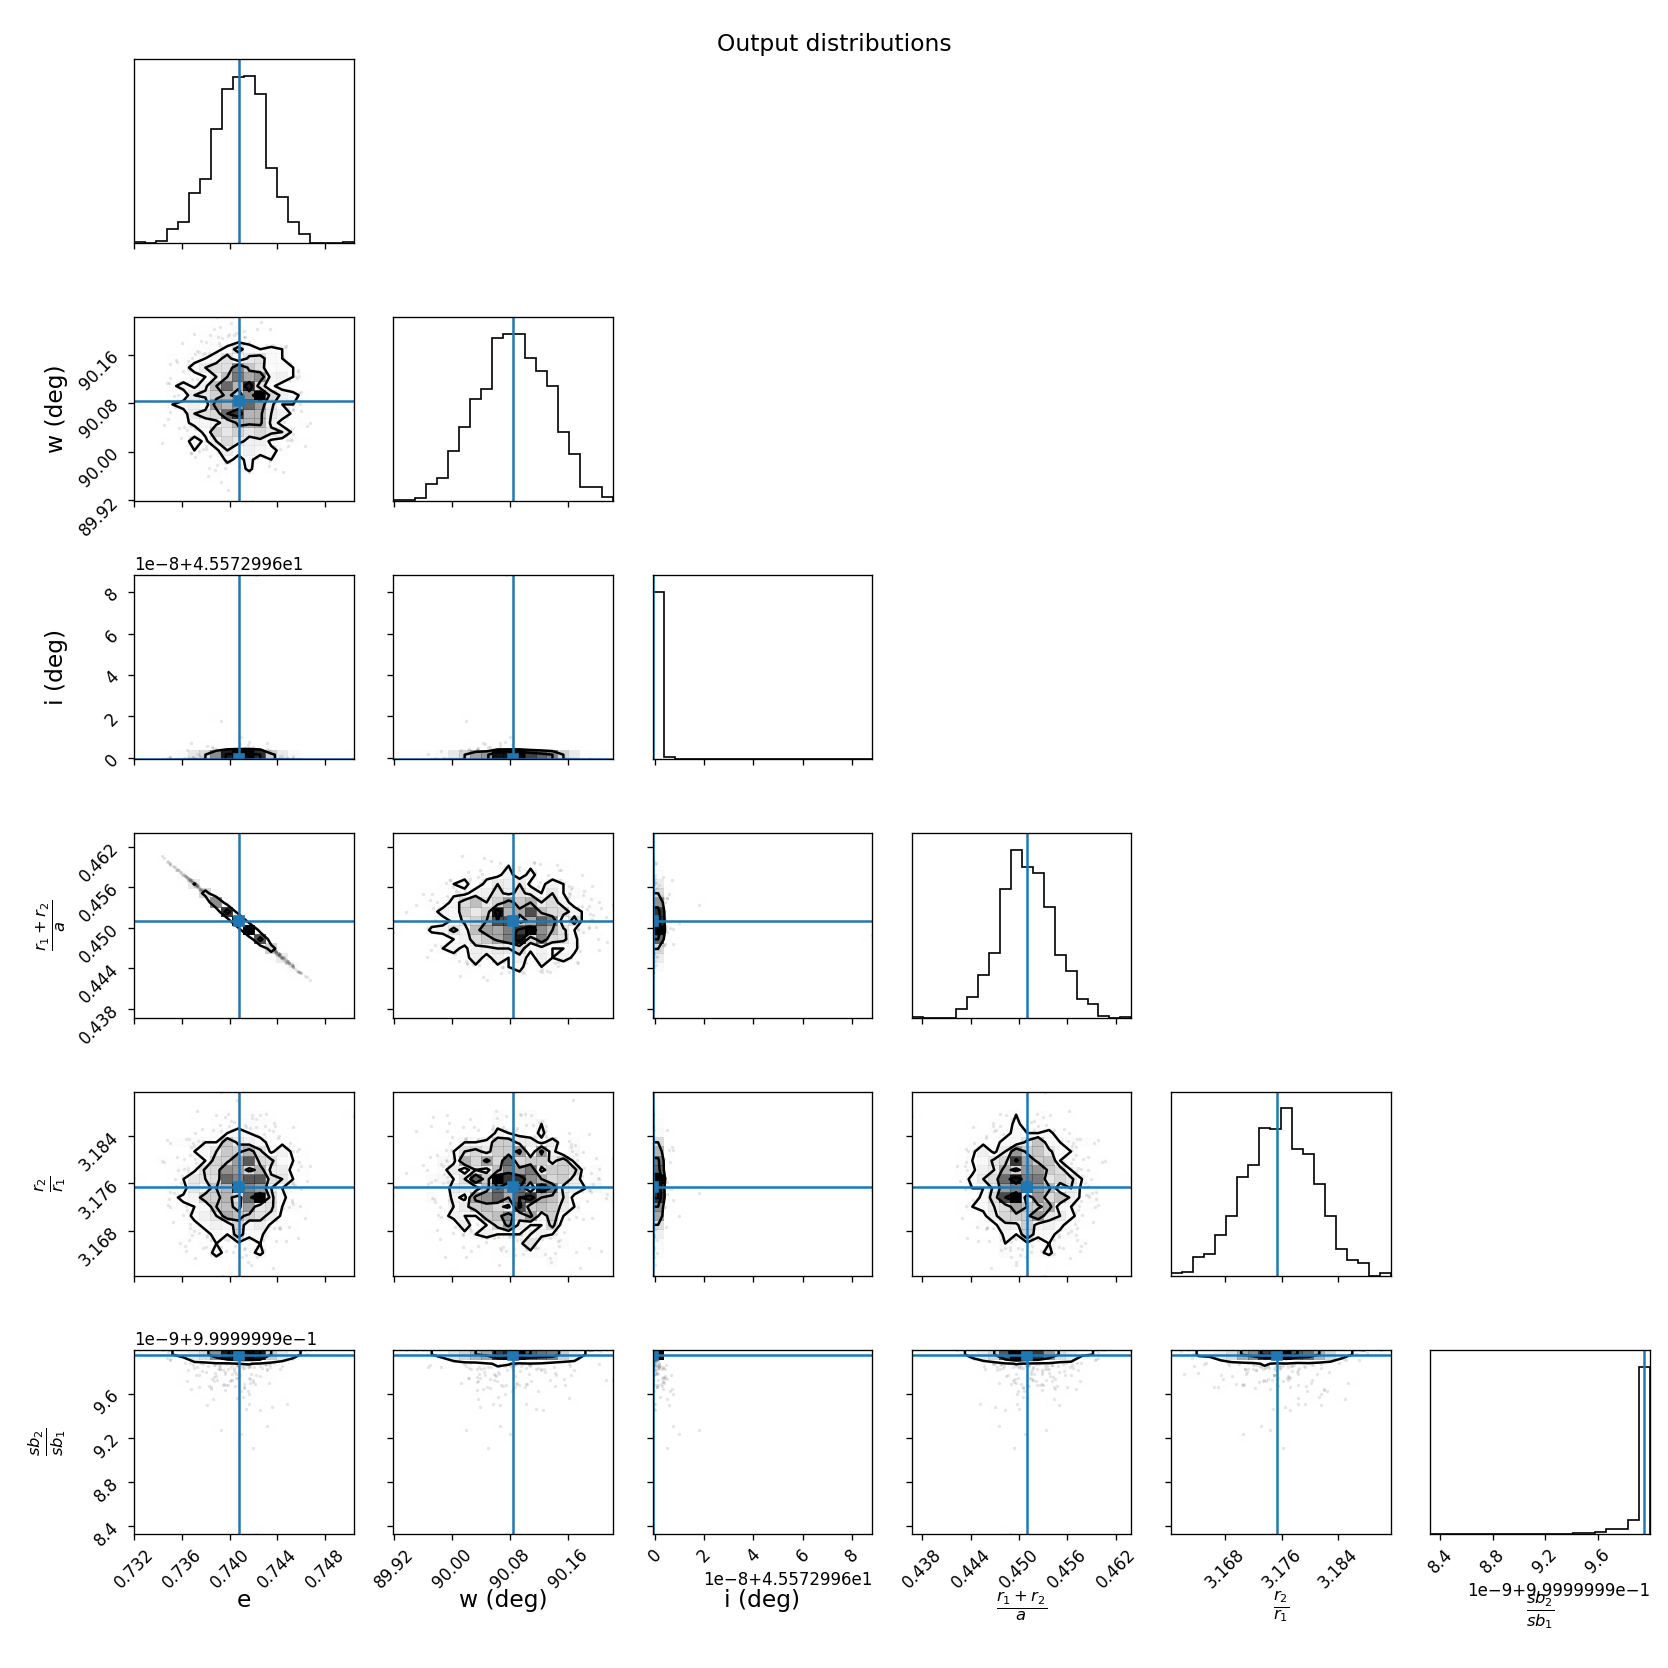 Output distributions
w (deg)
90.16
90.08
90.00
89.92
1e−8+4.5572996e1
i (deg)
8
6
4
2
0
r₁ + r₂
a
0.462
0.456
0.450
0.444
0.438
r₂
r₁
3.184
3.176
3.168
1e−9+9.9999999e−1
sb₂
sb₁
9.6
9.2
8.8
8.4
0.732 0.736 0.740 0.744 0.748
e
89.92 90.00 90.08 90.16
w (deg)
0 2 4 6 8
1e−8+4.5572996e1
i (deg)
0.438 0.444 0.450 0.456 0.462
r₁ + r₂
a
3.168 3.176 3.184
r₂
r₁
8.4 8.8 9.2 9.6
1e−9+9.9999999e−1
sb₂
sb₁